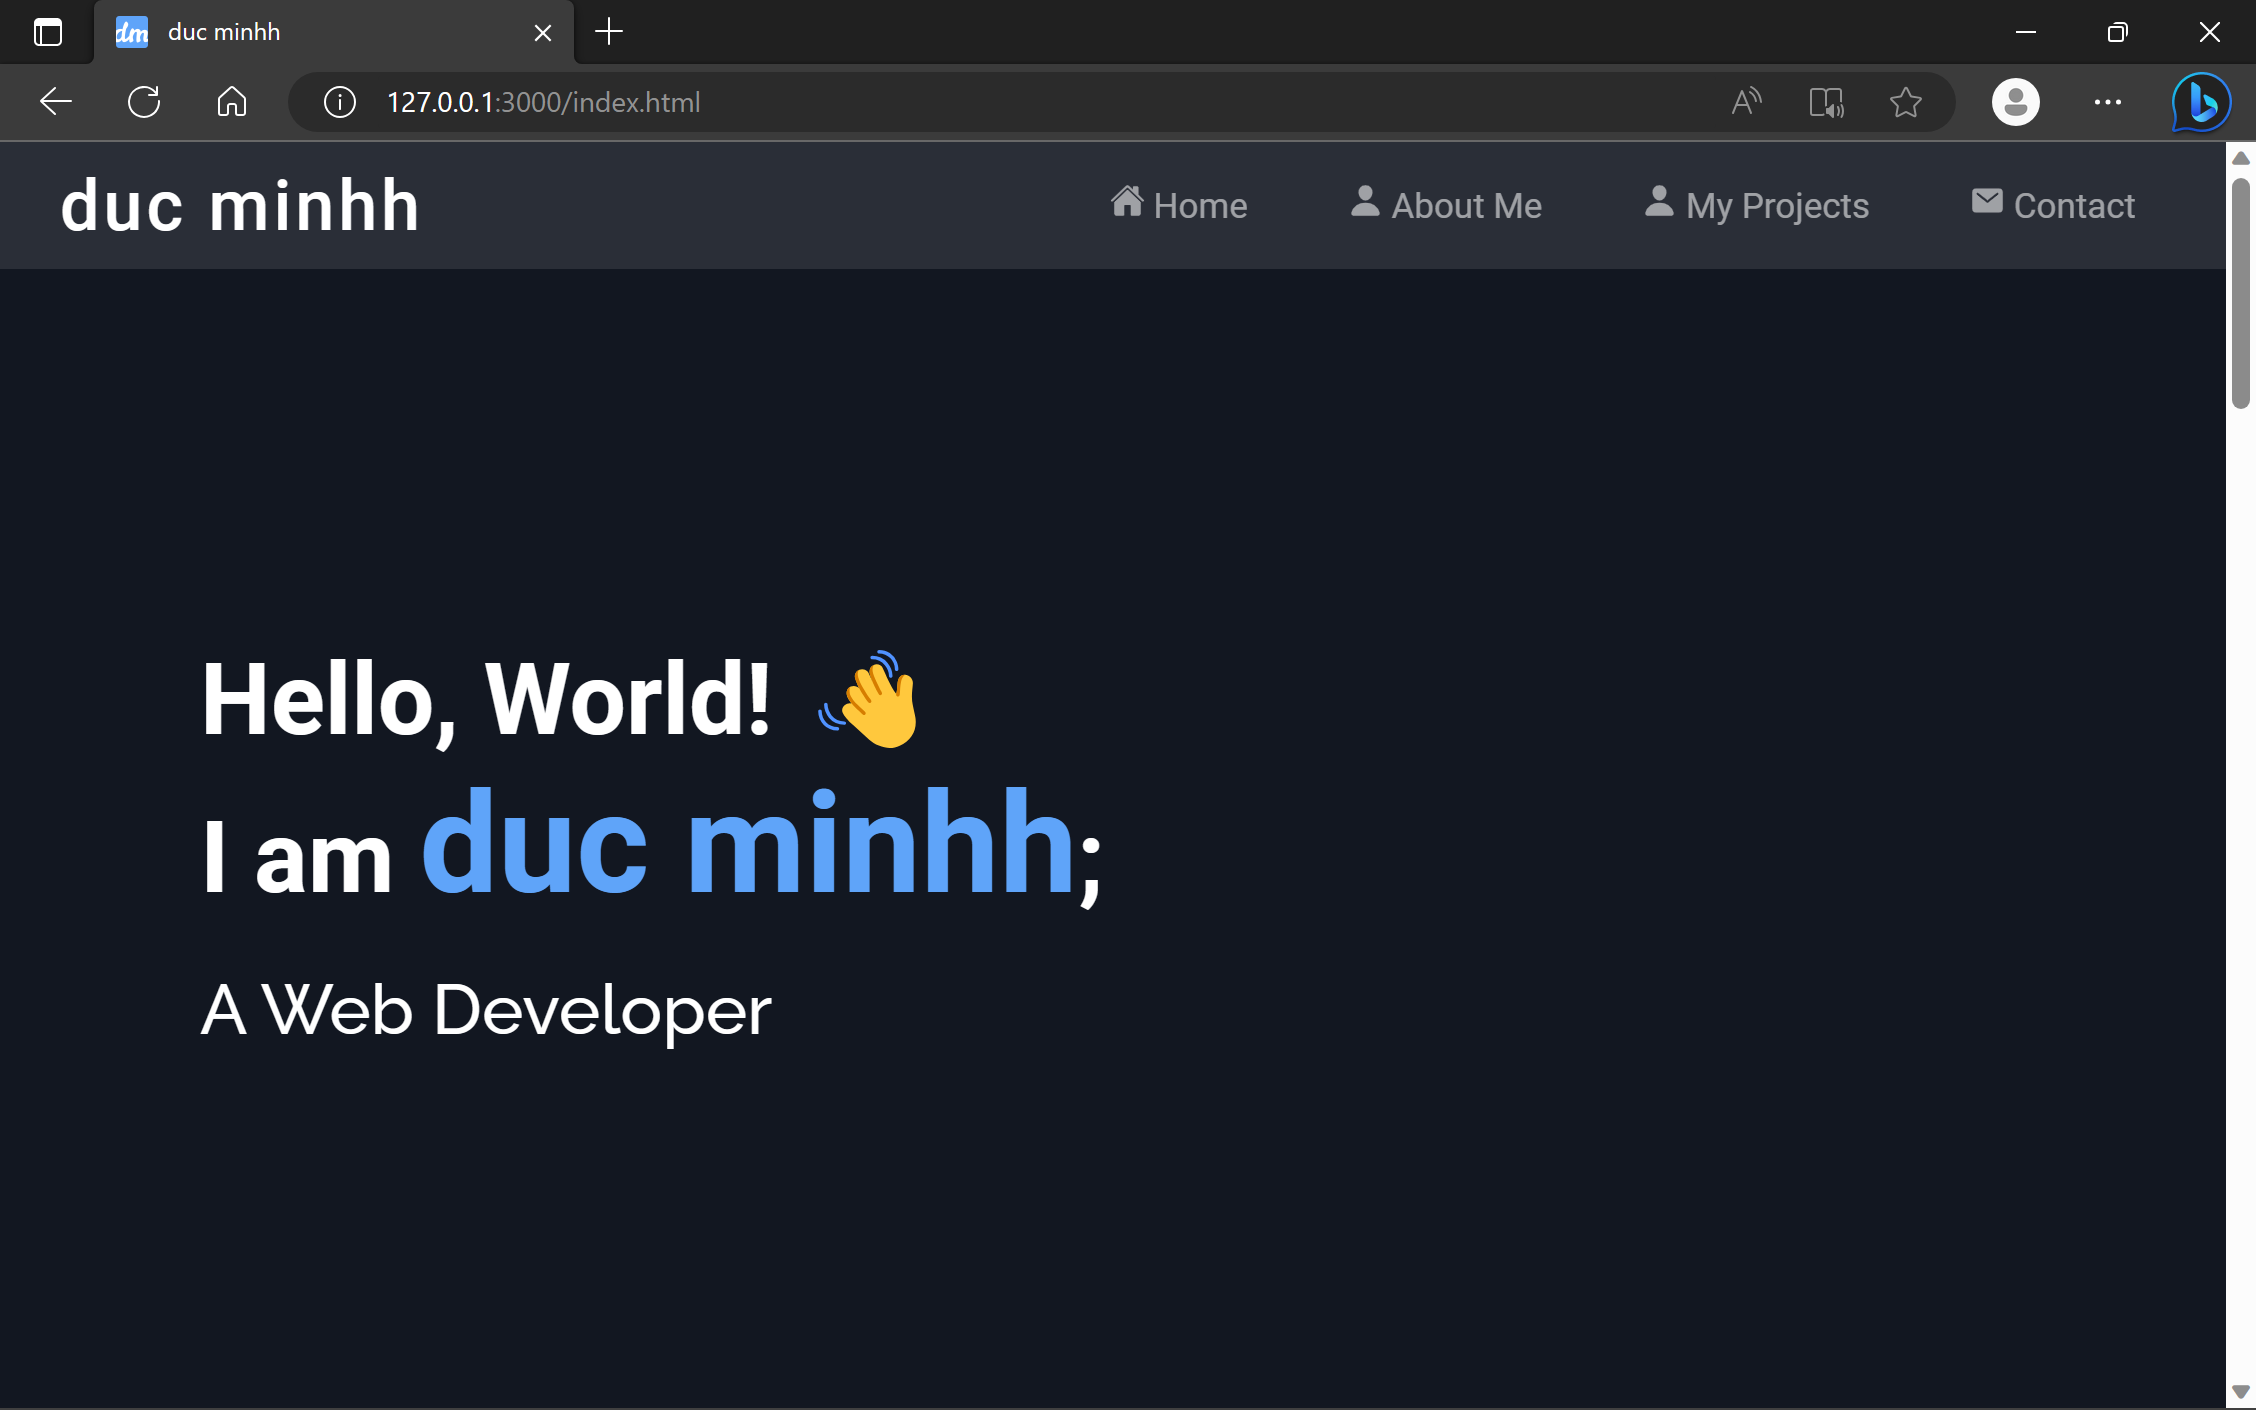 dm duc minhh
127.0.0.1:3000/index.html
duc minhh Home About Me My Projects Contact
Hello, World! 👋
I am duc minhh;
A Web Developer